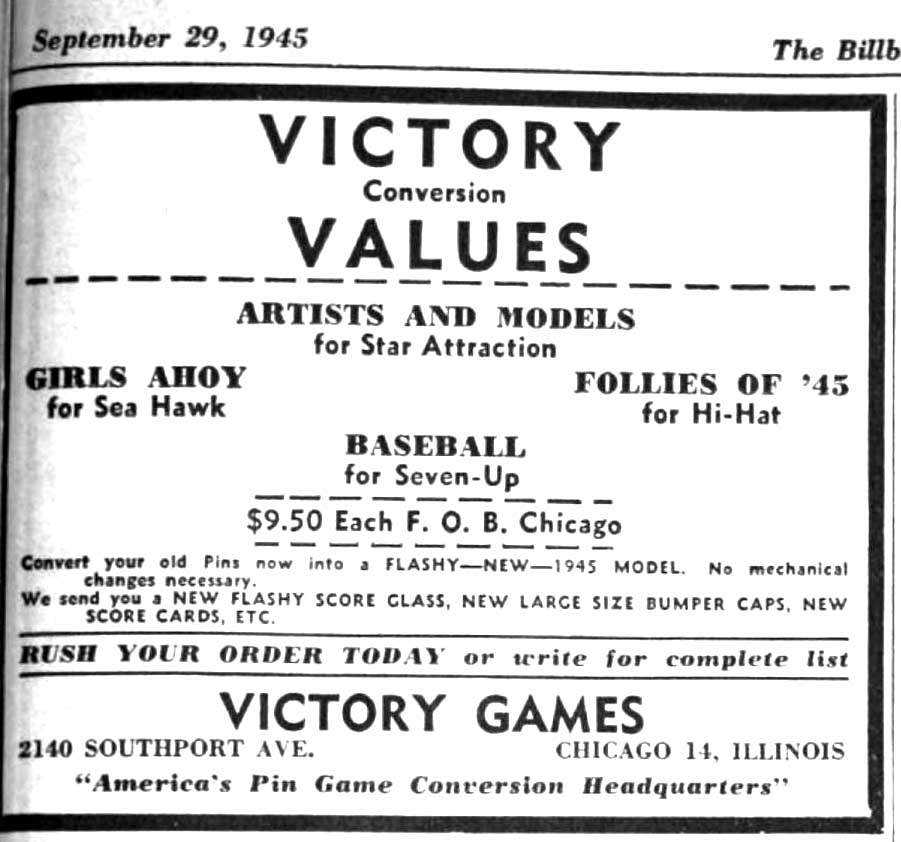 September 29, 1945
The Billb
VICTORY
Conversion
VALUES
ARTISTS AND MODELS
for Star Attraction
GIRLS AHOY
for Sea Hawk
FOLLIES OF '45
for Hi-Hat
BASEBALL
for Seven-Up
$9.50 Each F. O. B. Chicago
Convert your old Pins now into a FLASHY—NEW—1945 MODEL. No mechanical
changes necessary.
We send you a NEW FLASHY SCORE GLASS, NEW LARGE SIZE BUMPER CAPS, NEW
SCORE CARDS, ETC.
RUSH YOUR ORDER TODAY or write for complete list
VICTORY GAMES
2140 SOUTHPORT AVE.
CHICAGO 14, ILLINOIS
"America's Pin Game Conversion Headquarters"